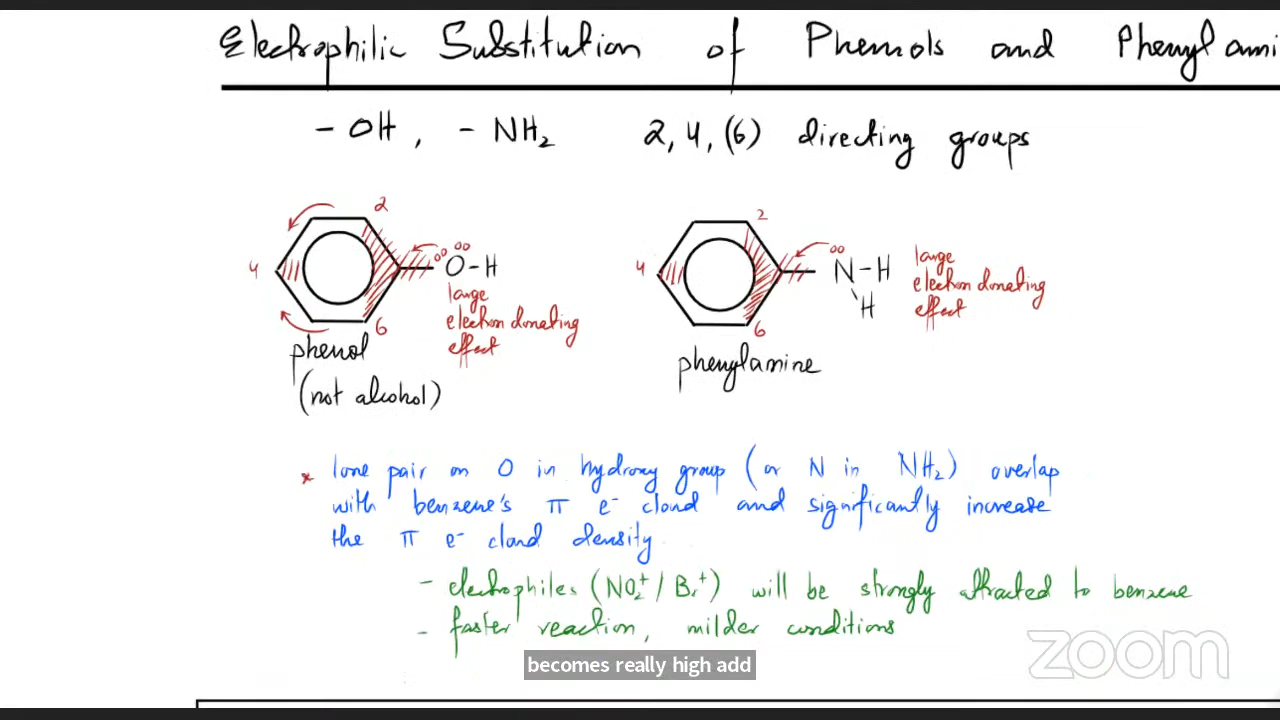 Electrophilic Substitution of Phenols and Phenylami
- OH, - NH₂ 2, 4, (6) directing groups
2
4
6
O-H
large
electron donating
effect
phenol
(not alcohol)
2
4
6
N-H
H
large
electron donating
effect
phenylamine
* lone pair on O in hydroxy group (or N in NH₂) overlap
with benzene's π e⁻ cloud and significantly increase
the π e⁻ cloud density
- electrophiles (NO₂⁺/ Br⁺) will be strongly attracted to benzene
- faster reaction, milder conditions
becomes really high add
zoom